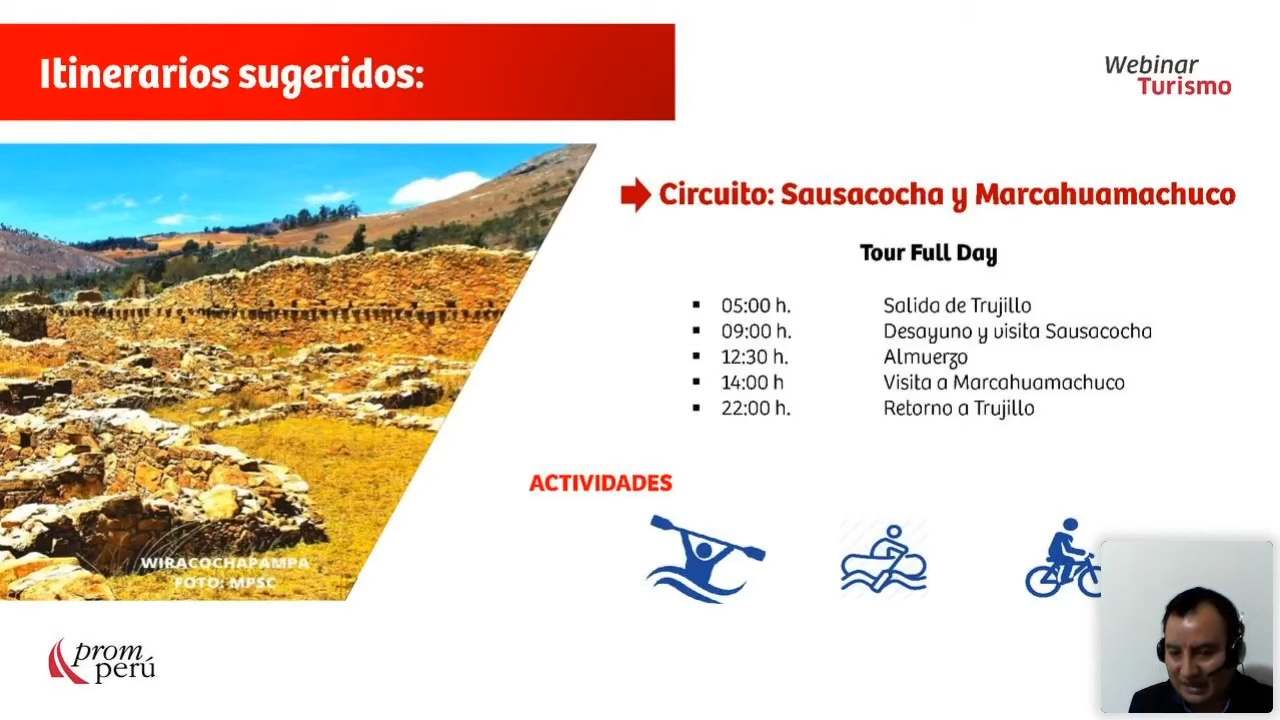 Itinerarios sugeridos:
Webinar
Turismo
Circuito: Sausacocha y Marcahuamachuco
Tour Full Day
▪ 05:00 h. Salida de Trujillo
▪ 09:00 h. Desayuno y visita Sausacocha
▪ 12:30 h. Almuerzo
▪ 14:00 h Visita a Marcahuamachuco
▪ 22:00 h. Retorno a Trujillo
ACTIVIDADES
WIRACOCHAPAMPA
FOTO: MPSC
prom
perú